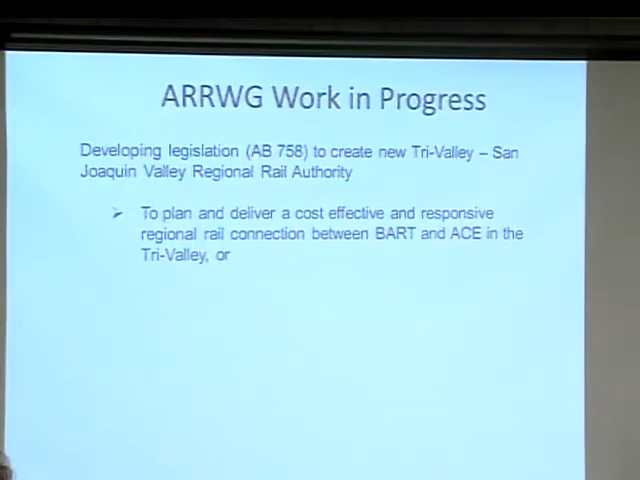 ARRWG Work in Progress
Developing legislation (AB 758) to create new Tri-Valley – San
Joaquin Valley Regional Rail Authority
➢ To plan and deliver a cost effective and responsive
regional rail connection between BART and ACE in the
Tri-Valley, or